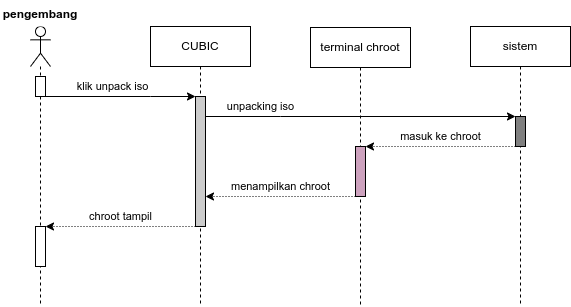 pengembang
CUBIC
terminal chroot
sistem
klik unpack iso
unpacking iso
masuk ke chroot
menampilkan chroot
chroot tampil